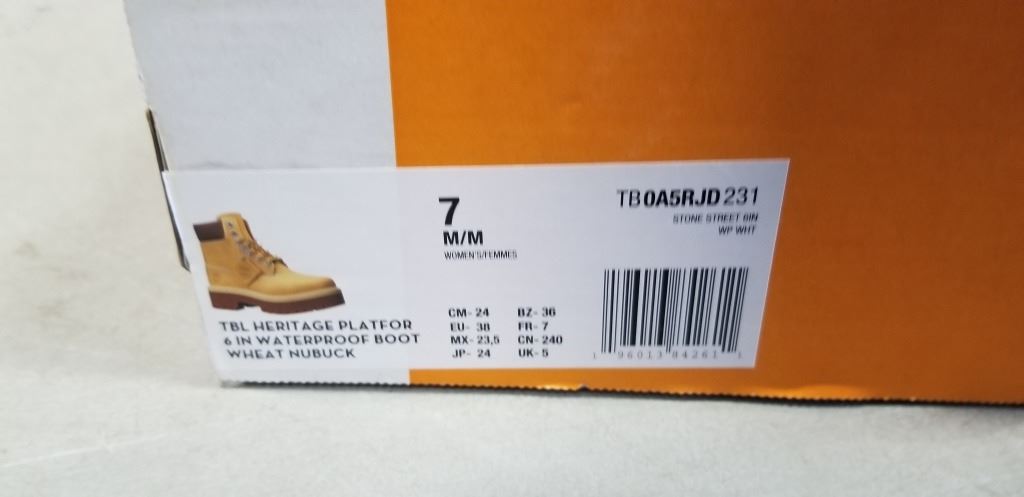 7
M/M
WOMEN'S/FEMMES
TB0A5RJD 231
STONE STREET 6IN
WP WHT
TBL HERITAGE PLATFOR
6 IN WATERPROOF BOOT
WHEAT NUBUCK
CM- 24 BZ- 36
EU- 38 FR- 7
MX- 23,5 CN- 240
JP- 24 UK- 5
1 96013 84261 1